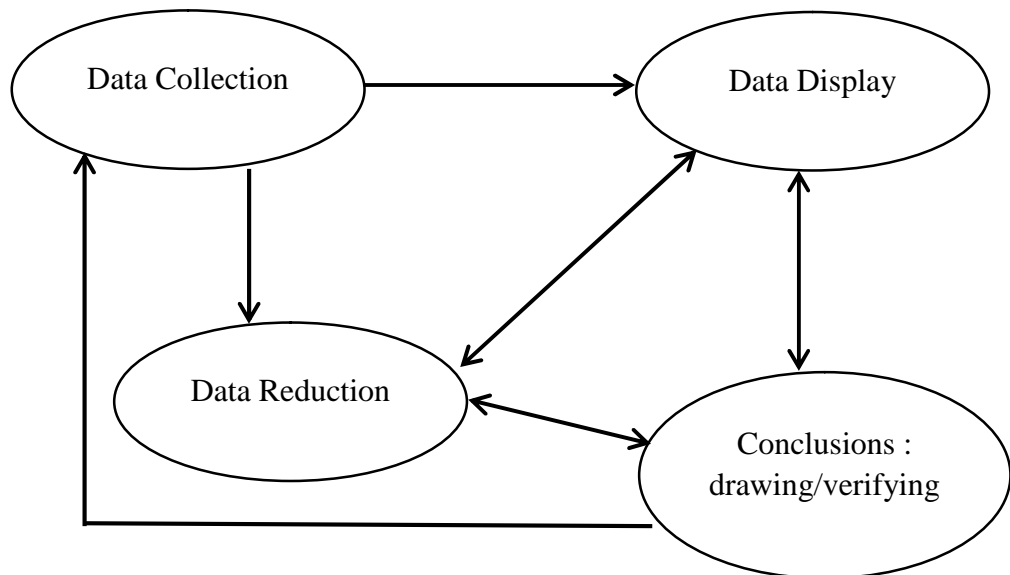 Data Collection
Data Display
Data Reduction
Conclusions :
drawing/verifying